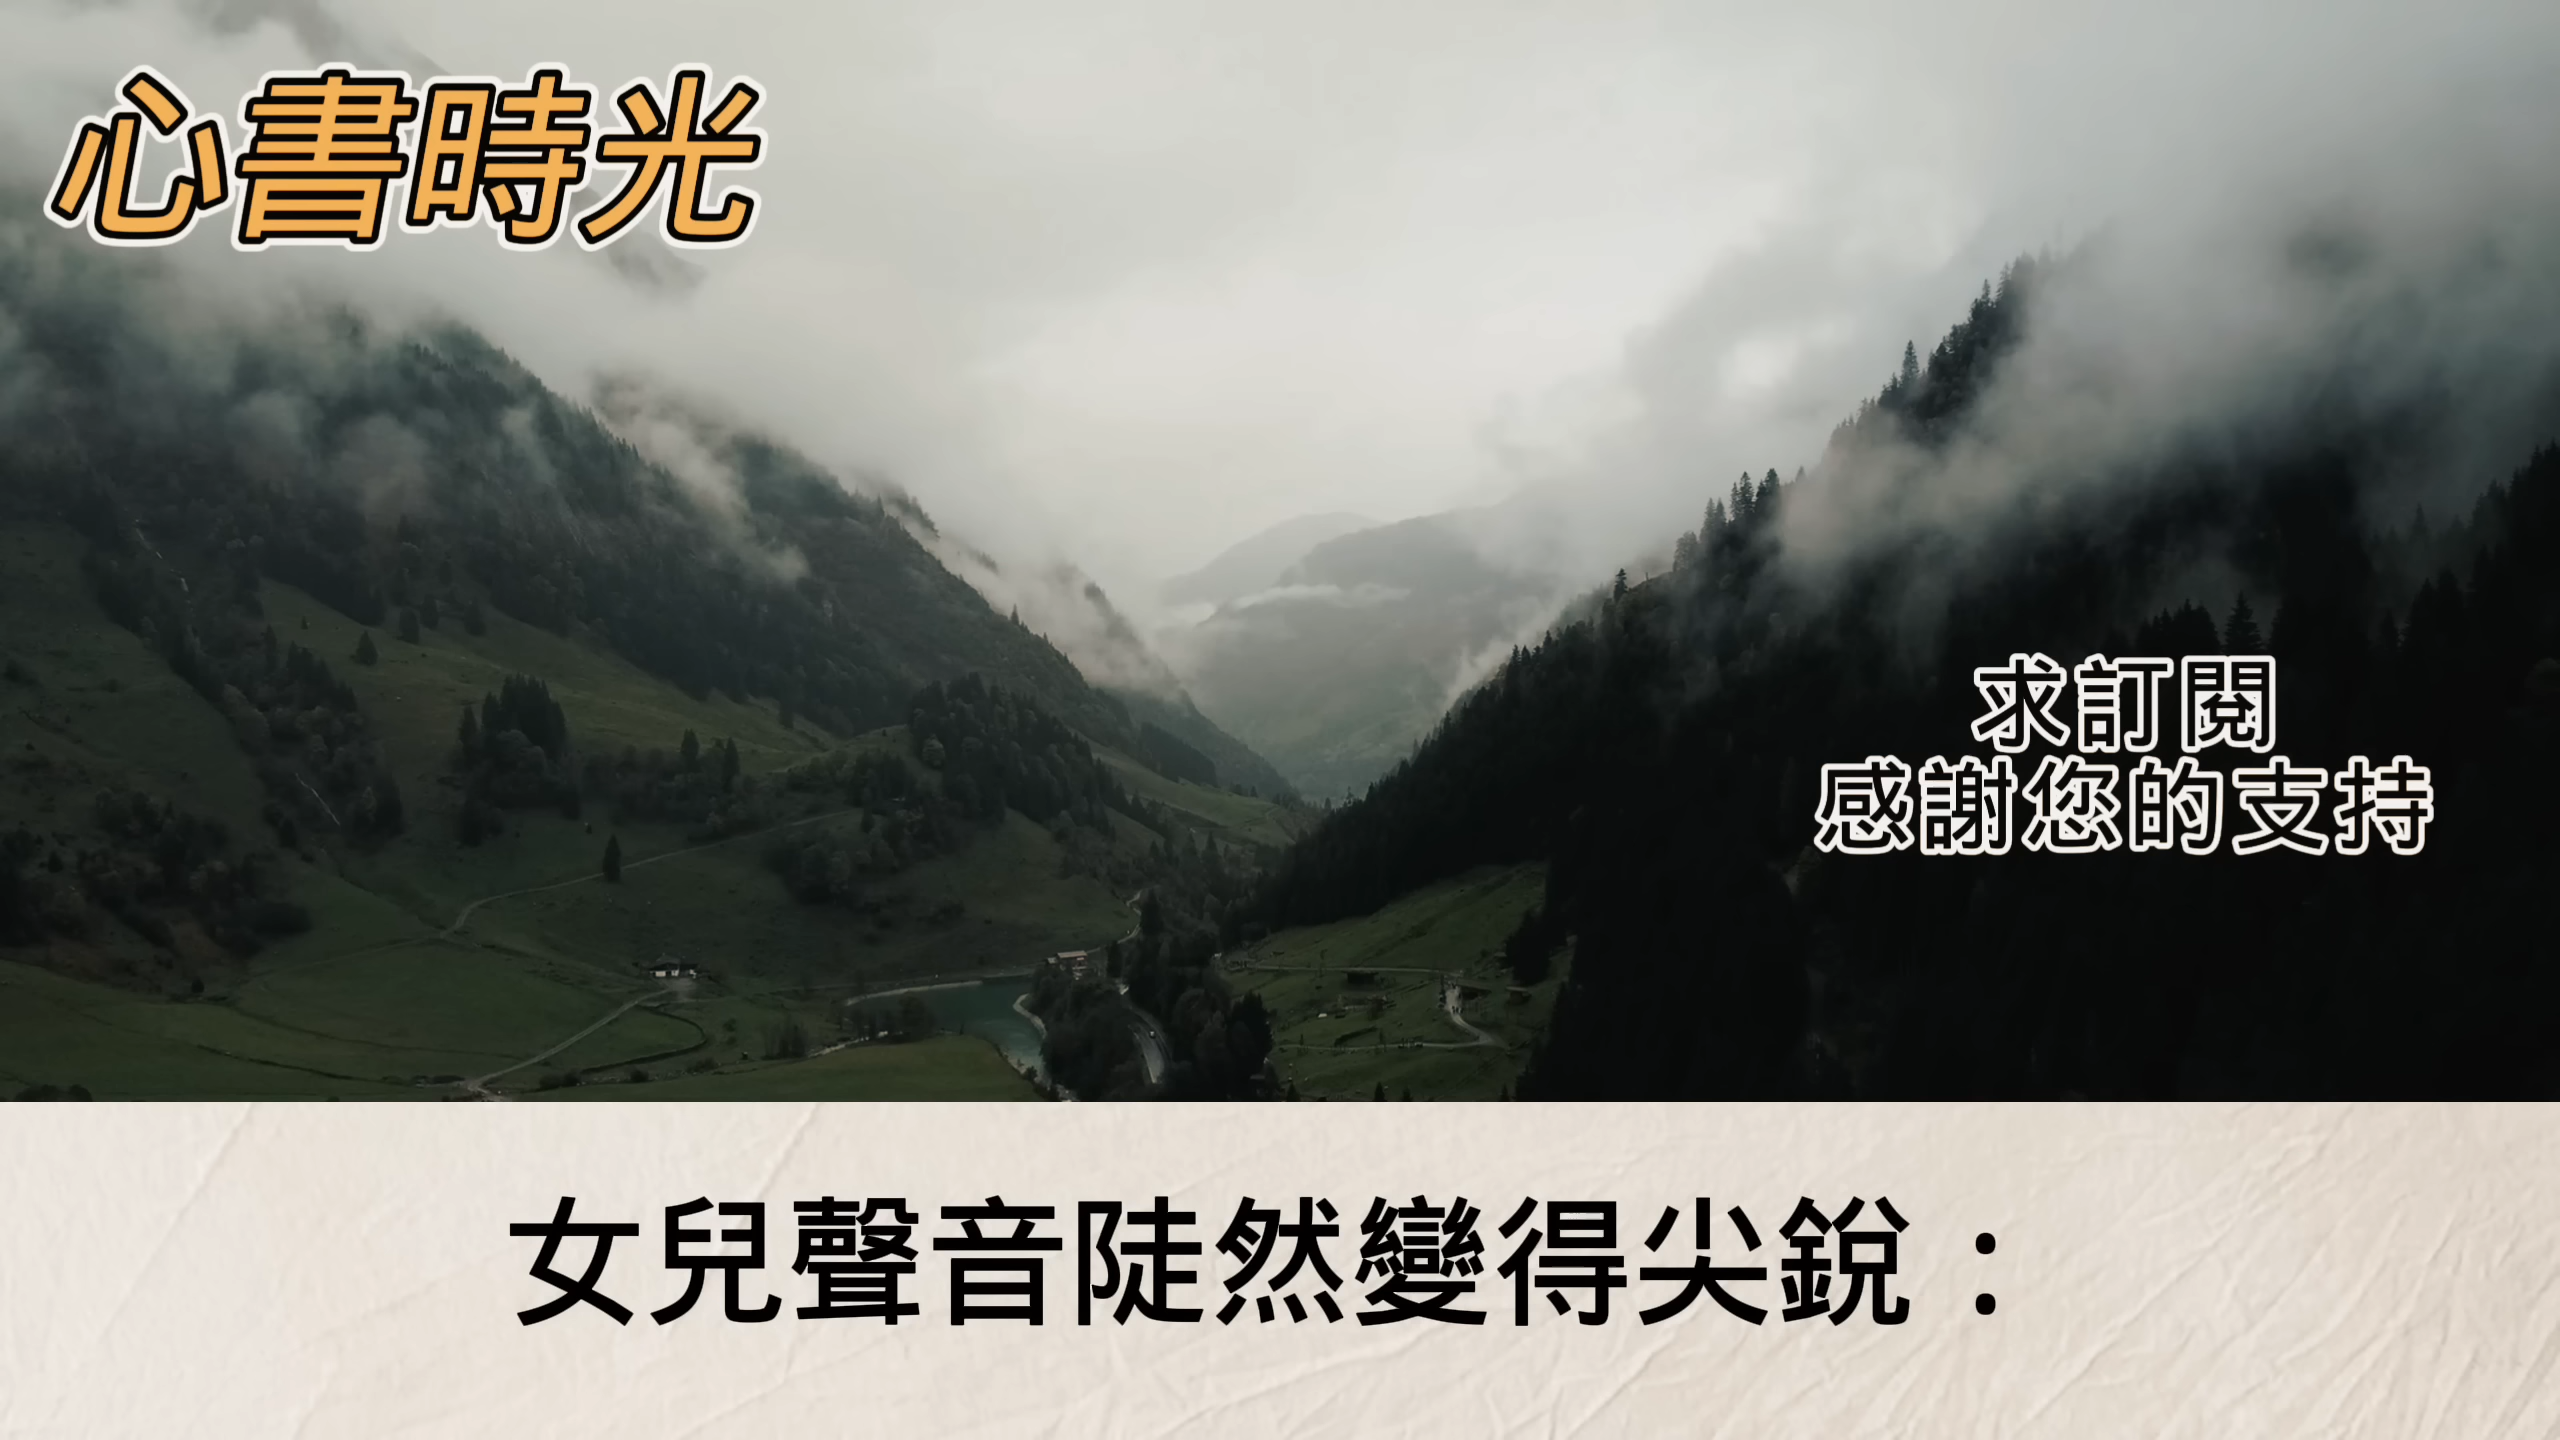 心書時光
求訂閱
感謝您的支持
女兒聲音陡然變得尖銳：